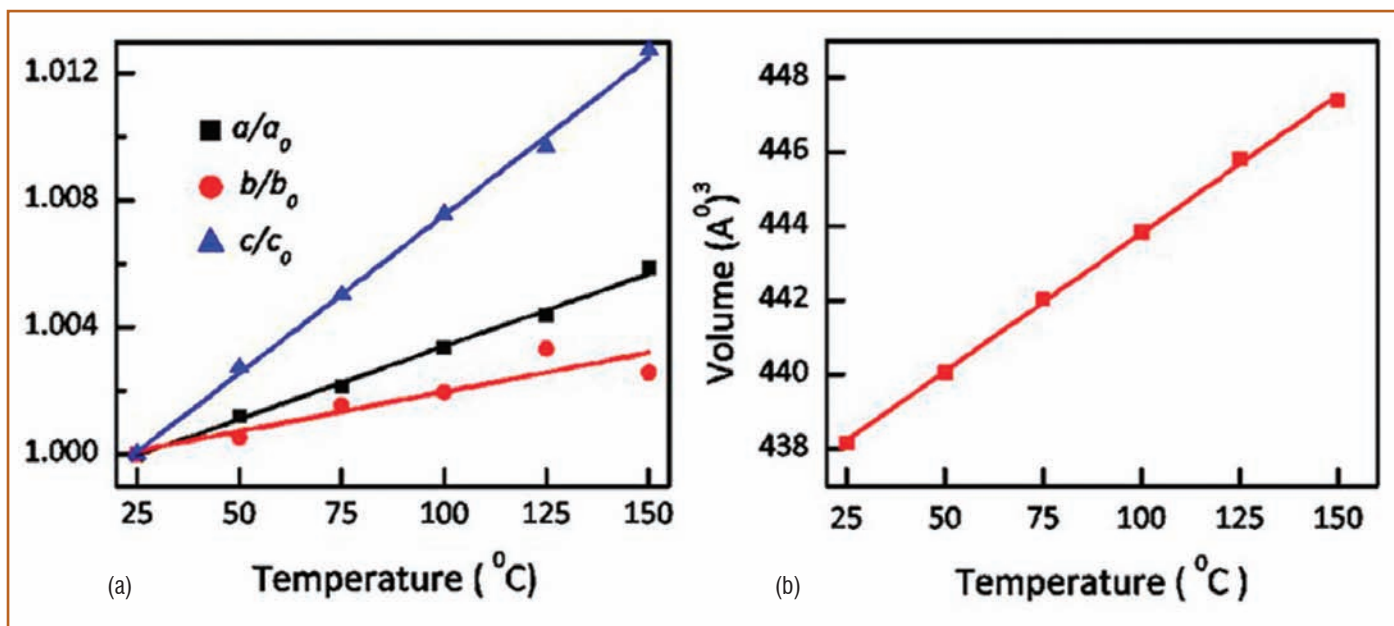 1.012
1.008
1.004
1.000
a/a₀
b/b₀
c/c₀
25 50 75 100 125 150
Temperature ( ⁰C)
(a)
448
446
444
442
440
438
Volume (A⁰)³
25 50 75 100 125 150
Temperature ( ⁰C )
(b)